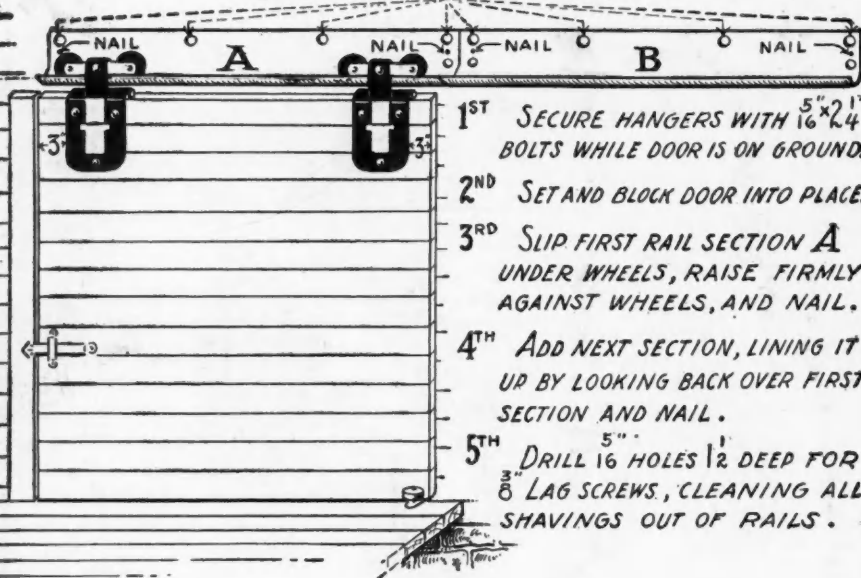 NAIL A NAIL NAIL B NAIL
3" 3"
1ST SECURE HANGERS WITH 5/16" X 2 1/4"
BOLTS WHILE DOOR IS ON GROUND.
2ND SET AND BLOCK DOOR INTO PLACE
3RD SLIP FIRST RAIL SECTION A
UNDER WHEELS, RAISE FIRMLY
AGAINST WHEELS, AND NAIL.
4TH ADD NEXT SECTION, LINING IT
UP BY LOOKING BACK OVER FIRST
SECTION AND NAIL.
5TH DRILL 5/16" HOLES 1 1/2 DEEP FOR
3/8" LAG SCREWS, CLEANING ALL
SHAVINGS OUT OF RAILS.